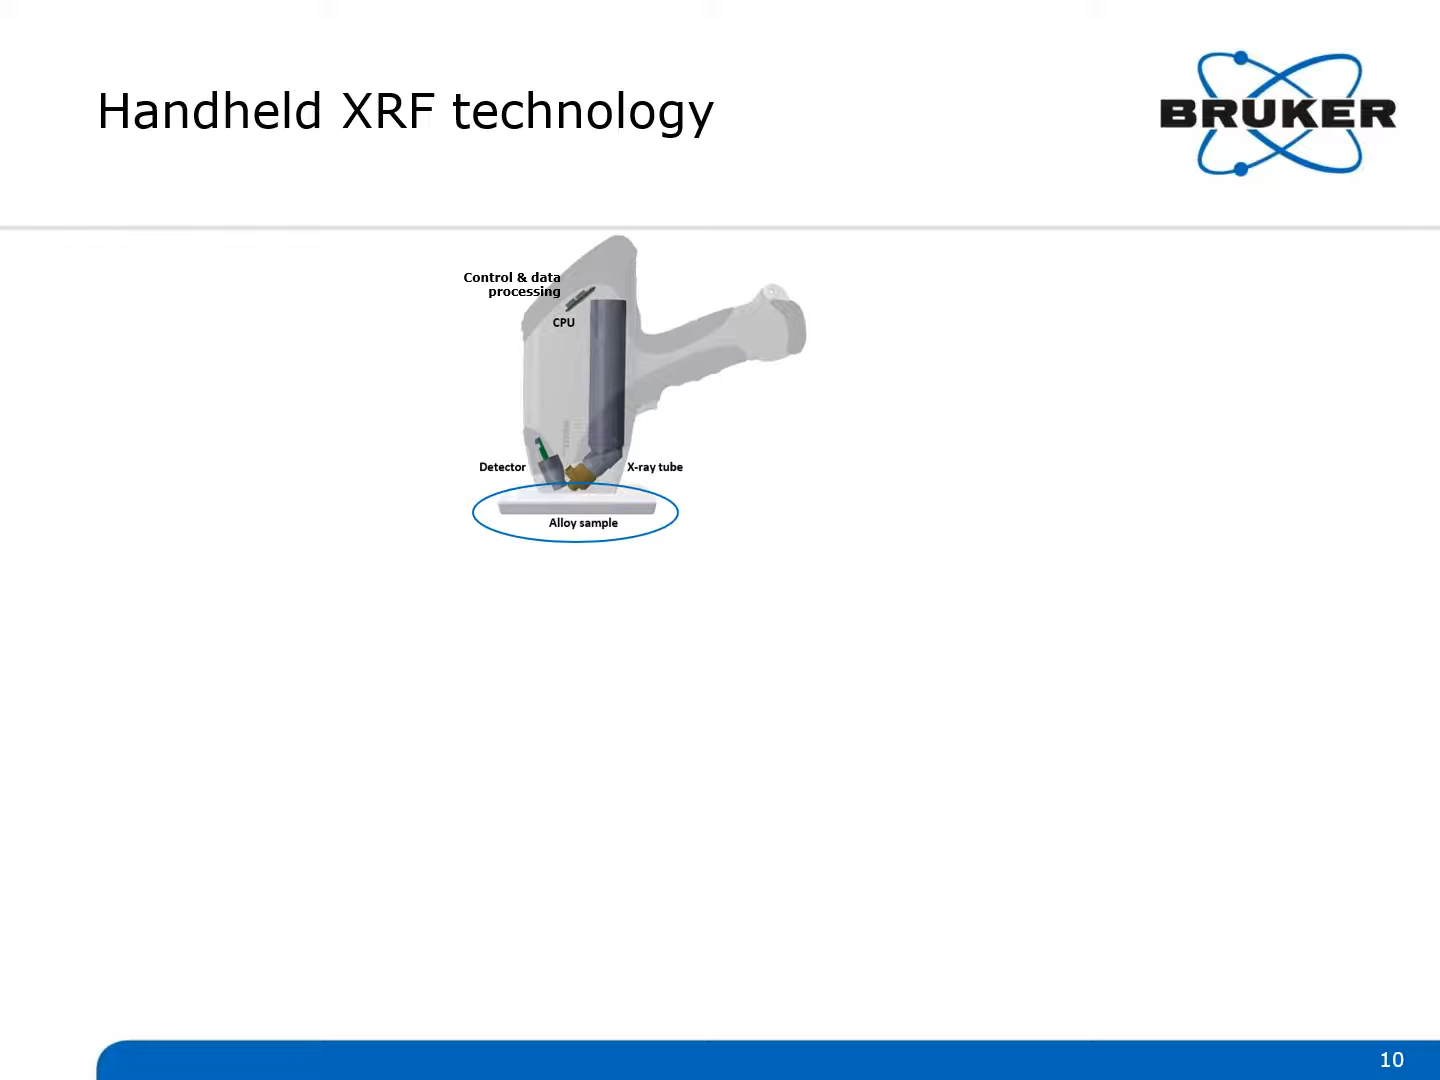 Handheld XRF technology
BRUKER
Control & data
processing
CPU
Detector
X-ray tube
Alloy sample
10